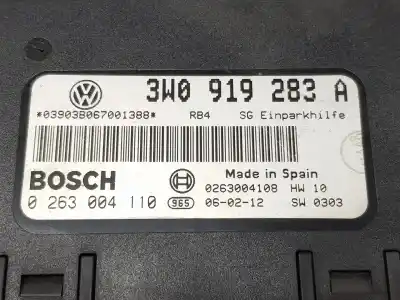 3W0 919 283 A
*03903B067001388* RB4 SG Einparkhilfe
Made in Spain
BOSCH 0263004108 HW 10
0 263 004 110 965 06-02-12 SW 0303